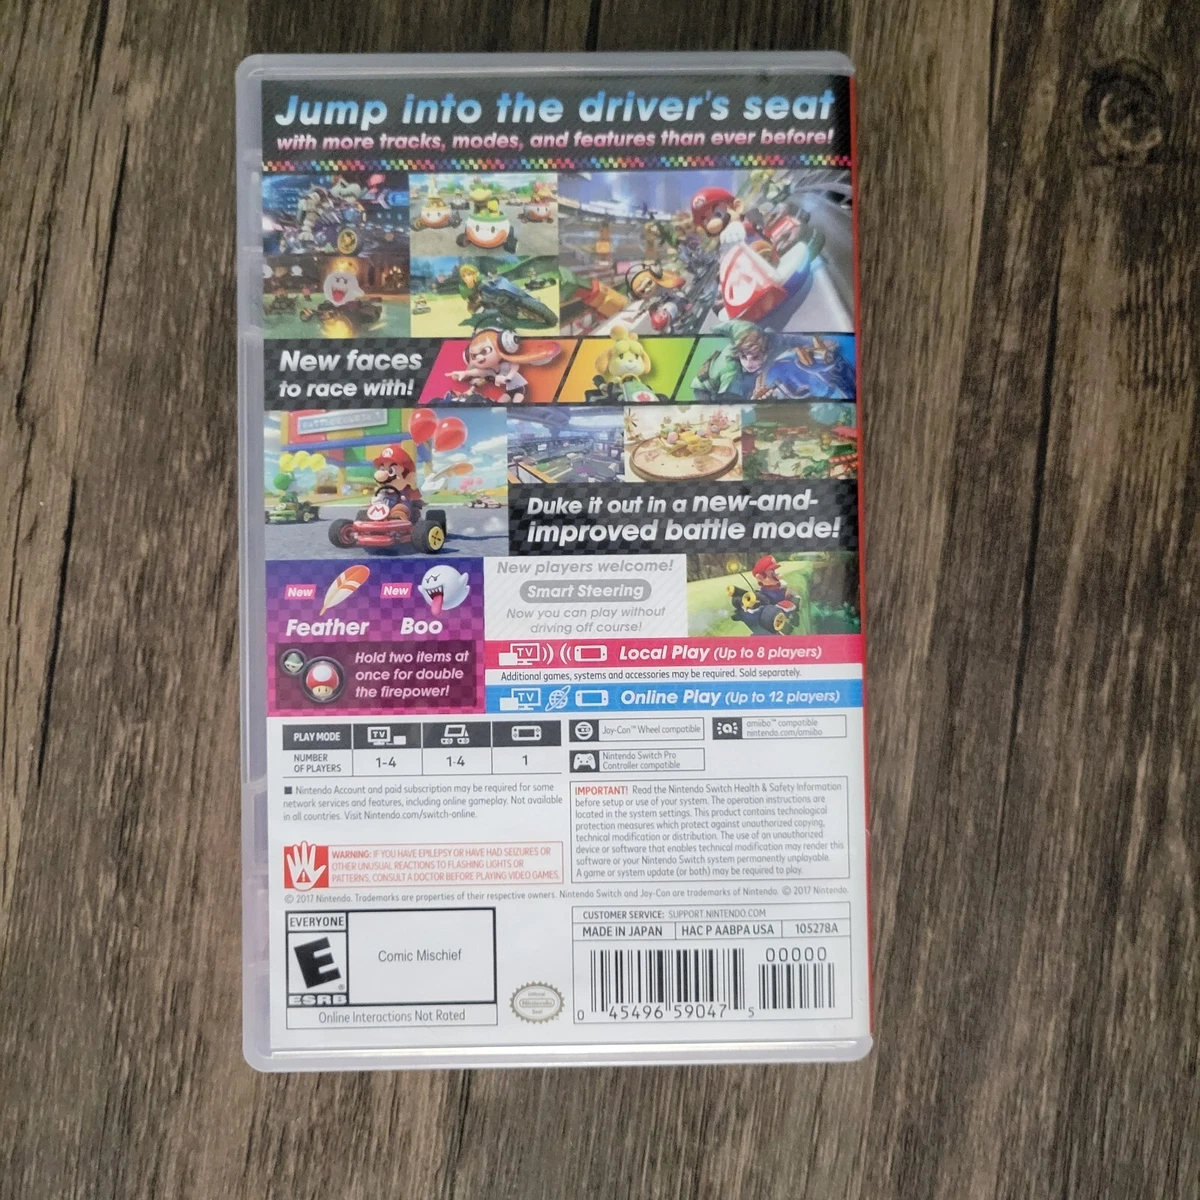 Jump into the driver's seat
with more tracks, modes, and features than ever before!
New faces
to race with!
Duke it out in a new-and-
improved battle mode!
New
Feather
New
Boo
Hold two items at
once for double
the firepower!
New players welcome!
Smart Steering
Now you can play without
driving off course!
TV Local Play (Up to 8 players)
Additional games, systems and accessories may be required. Sold separately.
TV Online Play (Up to 12 players)
PLAY MODE TV
NUMBER
OF PLAYERS 1-4 1-4 1
Joy-Con™ Wheel compatible
amiibo™ compatible
nintendo.com/amiibo
Nintendo Switch Pro
Controller compatible
■ Nintendo Account and paid subscription may be required for some
network services and features, including online gameplay. Not available
in all countries. Visit Nintendo.com/switch-online.
WARNING: IF YOU HAVE EPILEPSY OR HAVE HAD SEIZURES OR
OTHER UNUSUAL REACTIONS TO FLASHING LIGHTS OR
PATTERNS, CONSULT A DOCTOR BEFORE PLAYING VIDEO GAMES.
IMPORTANT! Read the Nintendo Switch Health & Safety Information
before setup or use of your system. The operation instructions are
located in the system settings. This product contains technological
protection measures which protect against unauthorized copying,
technical modification or distribution. The use of an unauthorized
device or software that enables technical modification may render this
software or your Nintendo Switch system permanently unplayable.
A game or system update (or both) may be required to play.
© 2017 Nintendo. Trademarks are properties of their respective owners. Nintendo Switch and Joy-Con are trademarks of Nintendo. © 2017 Nintendo.
EVERYONE
E
ESRB
Comic Mischief
Online Interactions Not Rated
Official
Nintendo
Seal
CUSTOMER SERVICE: SUPPORT.NINTENDO.COM
MADE IN JAPAN HAC P AABPA USA 105278A
00000
0 45496 59047 5